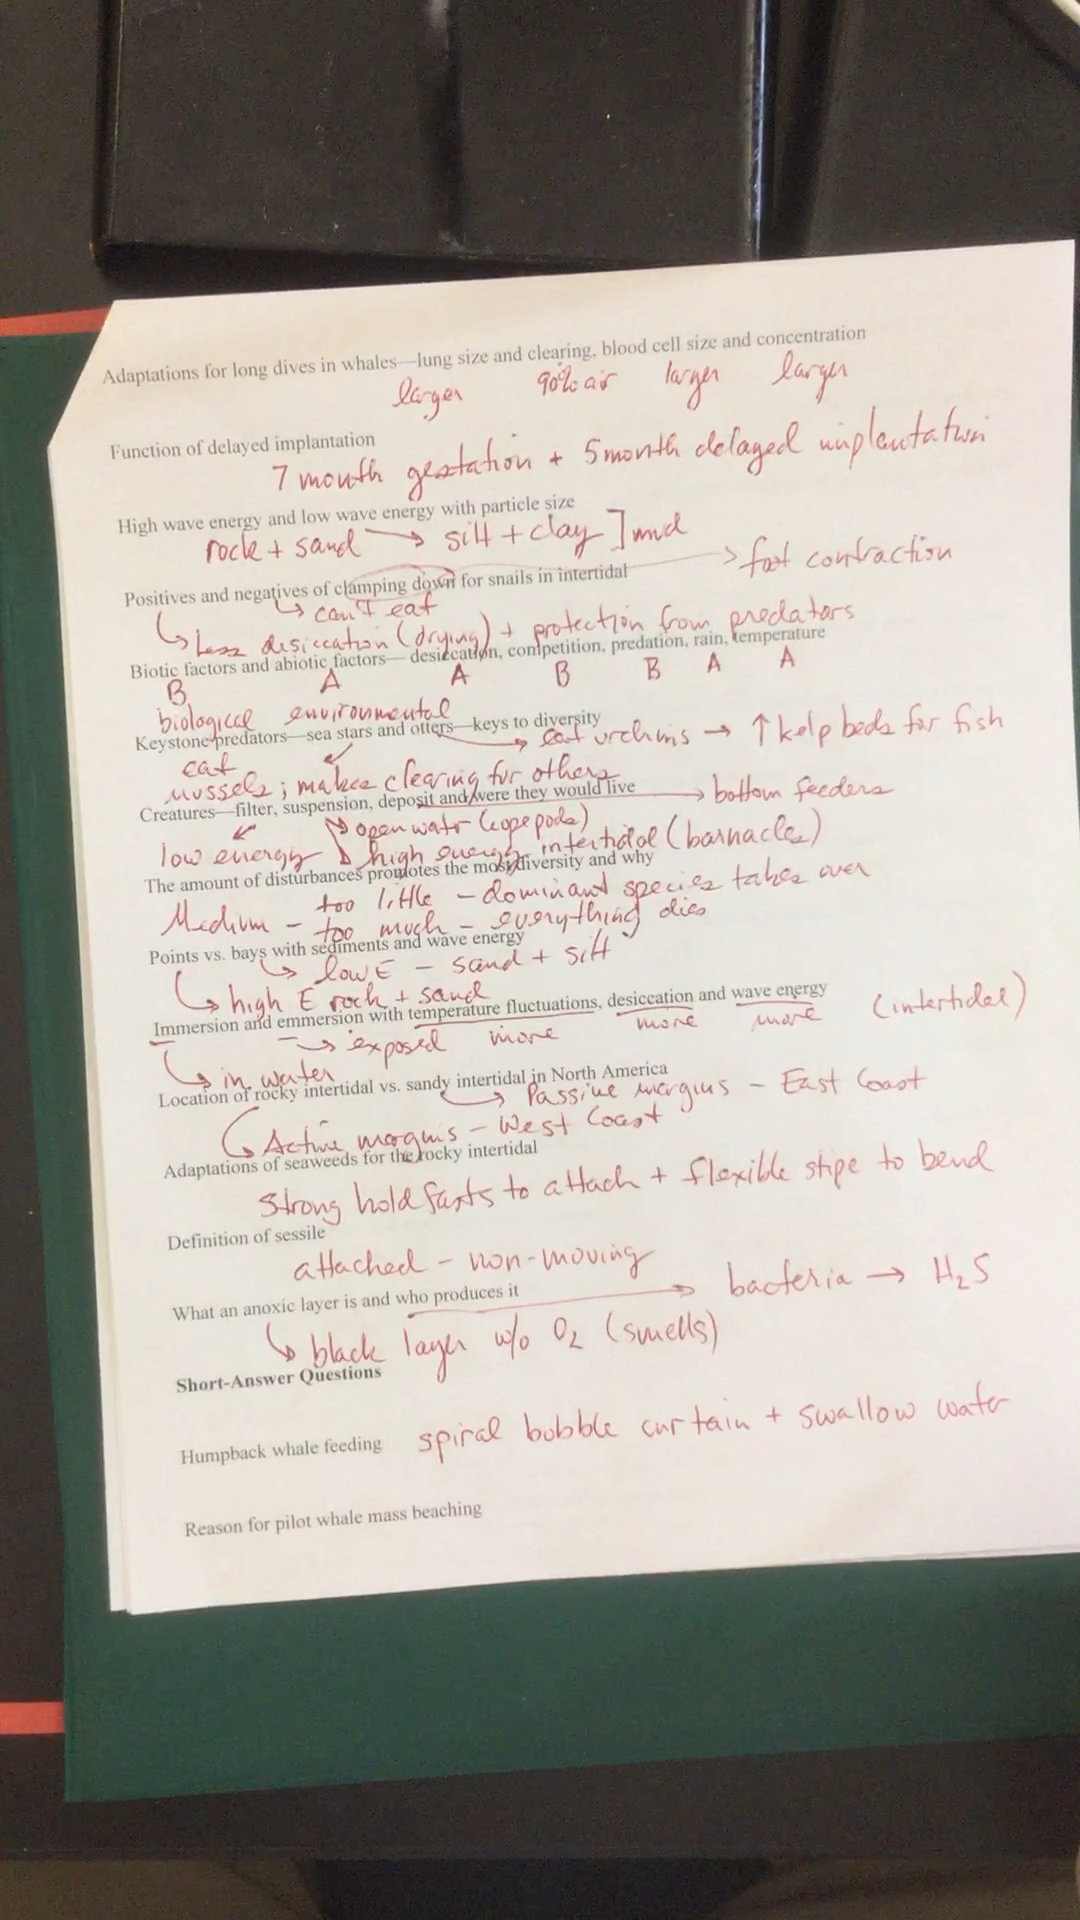 Adaptations for long dives in whales—lung size and clearing, blood cell size and concentration
larger 90% air larger larger
Function of delayed implantation
7 month gestation + 5 month delayed implantation
High wave energy and low wave energy with particle size
rock + sand → silt + clay ] mud
Positives and negatives of clamping down for snails in intertidal → foot contraction
↳ can't eat
↳ Less desiccation (drying) + protection from predators
Biotic factors and abiotic factors— desiccation, competition, predation, rain, temperature
B A A B B A A
biological environmental
Keystone predators—sea stars and otters—keys to diversity
→ eat urchins → ↑ kelp beds for fish
eat
mussels; makes clearing for others
Creatures—filter, suspension, deposit and were they would live → bottom feeders
open water (copepods)
low energy high energy intertidal (barnacles)
The amount of disturbances promotes the most diversity and why
too little – dominant species takes over
Medium – too much – everything dies
Points vs. bays with sediments and wave energy
↳ low E – sand + silt
↳ high E rock + sand
Immersion and emmersion with temperature fluctuations, desiccation and wave energy (intertidal)
→ exposed more more more
↳ in water
Location of rocky intertidal vs. sandy intertidal in North America
→ Passive margins – East Coast
↳ Active margins – West Coast
Adaptations of seaweeds for the rocky intertidal
strong holdfasts to attach + flexible stipe to bend
Definition of sessile
attached – non-moving
What an anoxic layer is and who produces it → bacteria → H₂S
↳ black layer w/o O₂ (smells)
Short-Answer Questions
Humpback whale feeding spiral bubble curtain + swallow water
Reason for pilot whale mass beaching